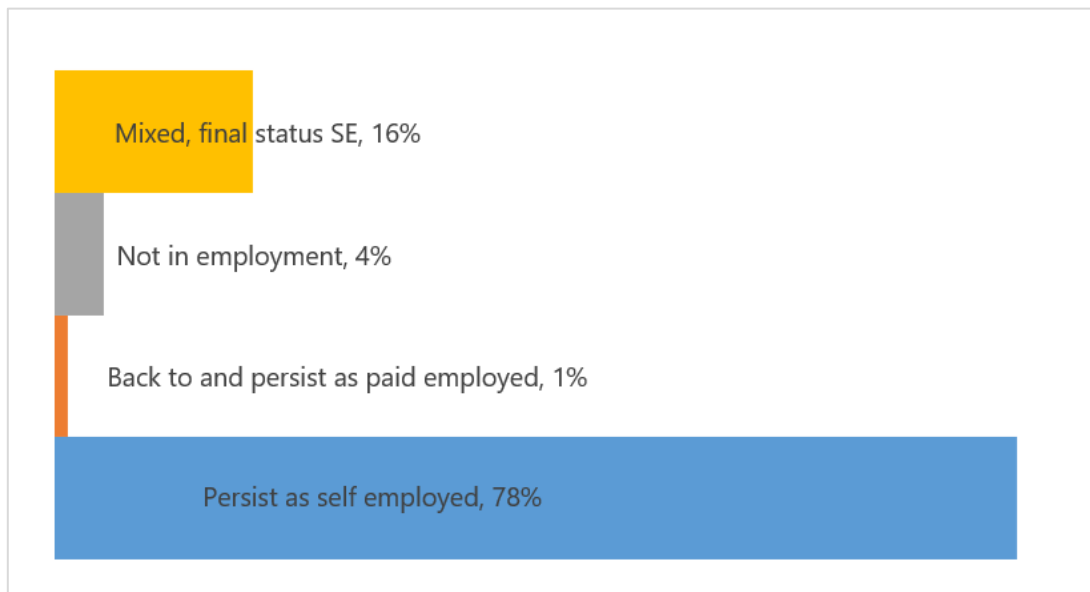 Mixed, final status SE, 16%
Not in employment, 4%
Back to and persist as paid employed, 1%
Persist as self employed, 78%